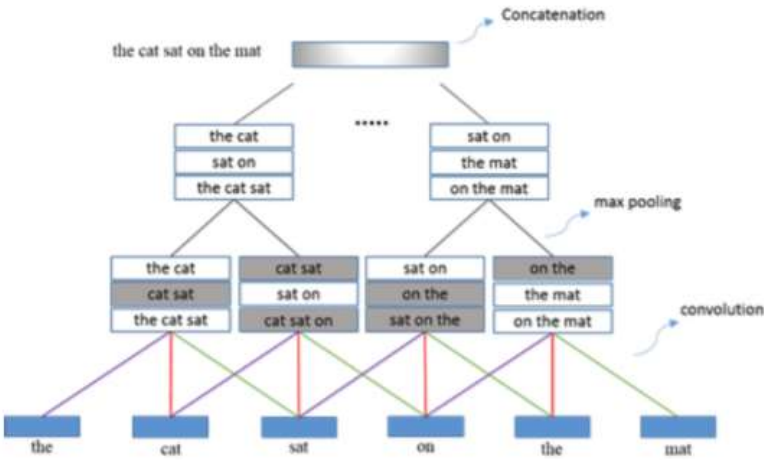 Concatenation
the cat sat on the mat
the cat
sat on
the cat sat
sat on
the mat
on the mat
max pooling
the cat
cat sat
the cat sat
cat sat
sat on
cat sat on
sat on
on the
sat on the
on the
the mat
on the mat
convolution
the cat sat on the mat